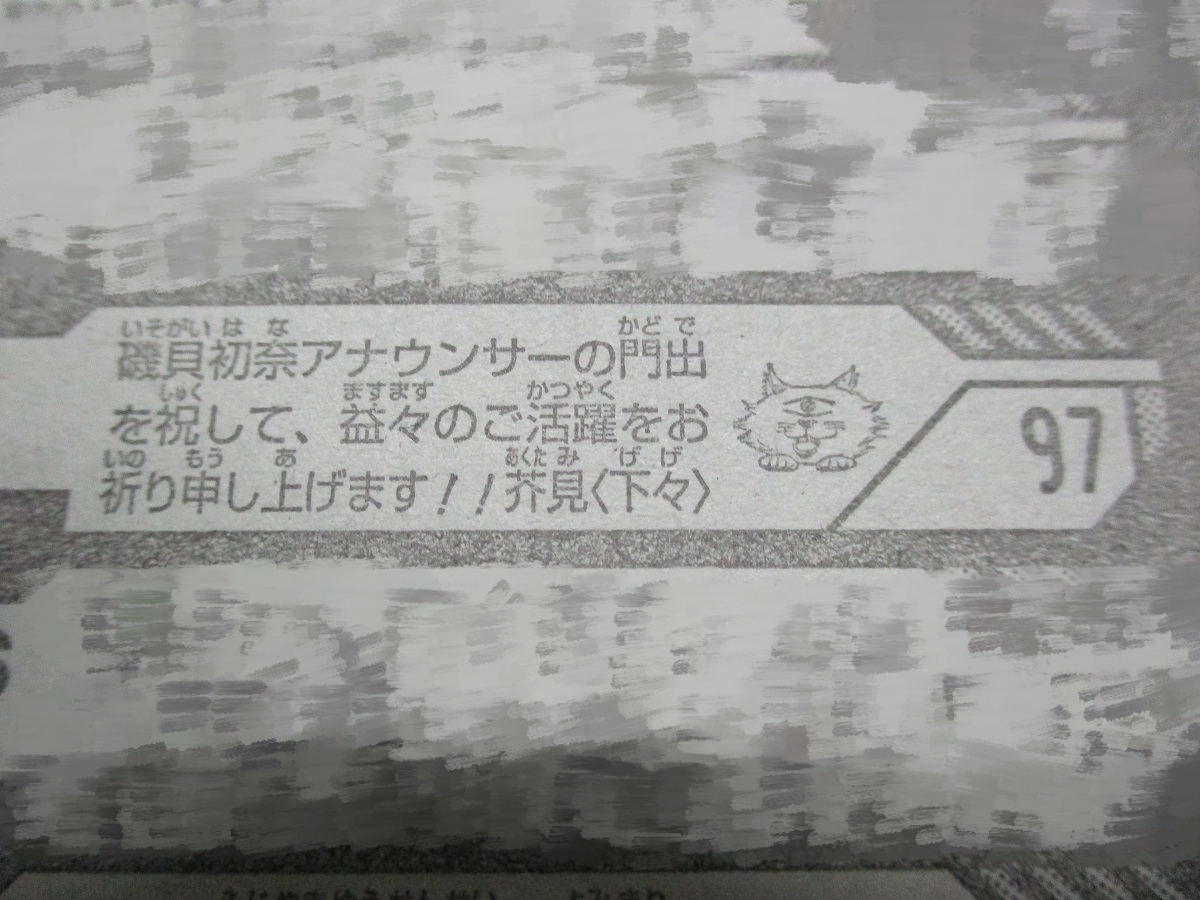 磯貝初奈アナウンサーの門出
を祝して、益々のご活躍をお
祈り申し上げます!!芥見〈下々〉
97